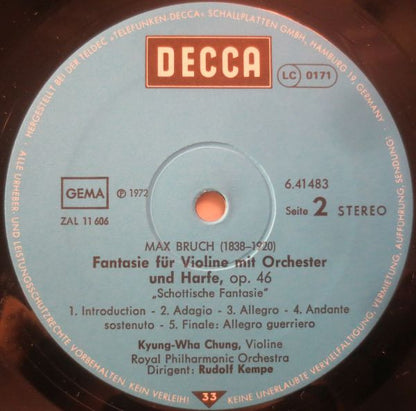 HERGESTELLT BEI DER TELDEC »TELEFUNKEN-DECCA« SCHALLPLATTEN GMBH, HAMBURG 19, GERMANY
DECCA
LC 0171
GEMA
℗ 1972
6.41483
ZAL 11 606
Seite 2 STEREO
MAX BRUCH (1838–1920)
Fantasie für Violine mit Orchester
und Harfe, op. 46
„Schottische Fantasie"
1. Introduction - 2. Adagio - 3. Allegro - 4. Andante
sostenuto - 5. Finale: Allegro guerriero
Kyung-Wha Chung, Violine
Royal Philharmonic Orchestra
Dirigent: Rudolf Kempe
33
ALLE URHEBER- UND LEISTUNGSSCHUTZRECHTE VORBEHALTEN KEIN VERLEIH! KEINE UNERLAUBTE VERVIELFÄLTIGUNG, VERMIETUNG, AUFFÜHRUNG, SENDUNG